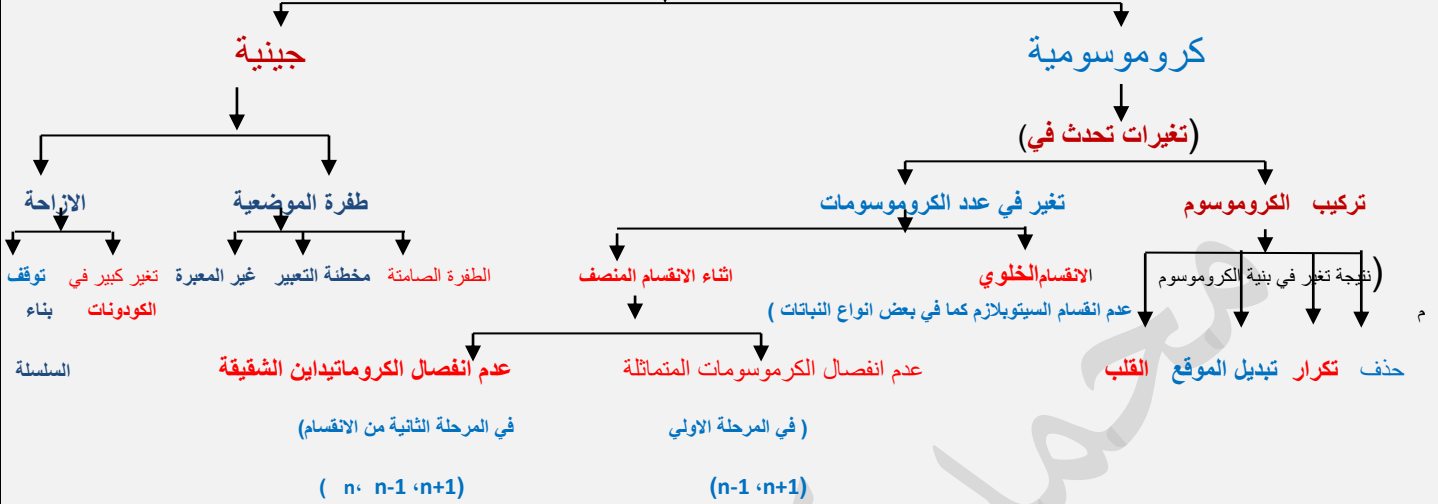 كروموسومية جينية
(تغيرات تحدث في)
تركيب الكروموسوم تغير في عدد الكروموسومات طفرة الموضعية الازاحة
(نتيجة تغير في بنية الكروموسوم الانقسام الخلوي اثناء الانقسام المنصف الطفرة الصامتة مخطئة التعبير غير المعبرة تغير كبير في توقف
م عدم انقسام السيتوبلازم كما في بعض انواع النباتات ) الكودونات بناء
حذف تكرار تبديل الموقع القلب عدم انفصال الكرموسومات المتماثلة عدم انفصال الكروماتيداين الشقيقة السلسلة
( في المرحلة الاولي في المرحلة الثانية من الانقسام)
(n-1 ،n+1) ( n، n-1 ،n+1)